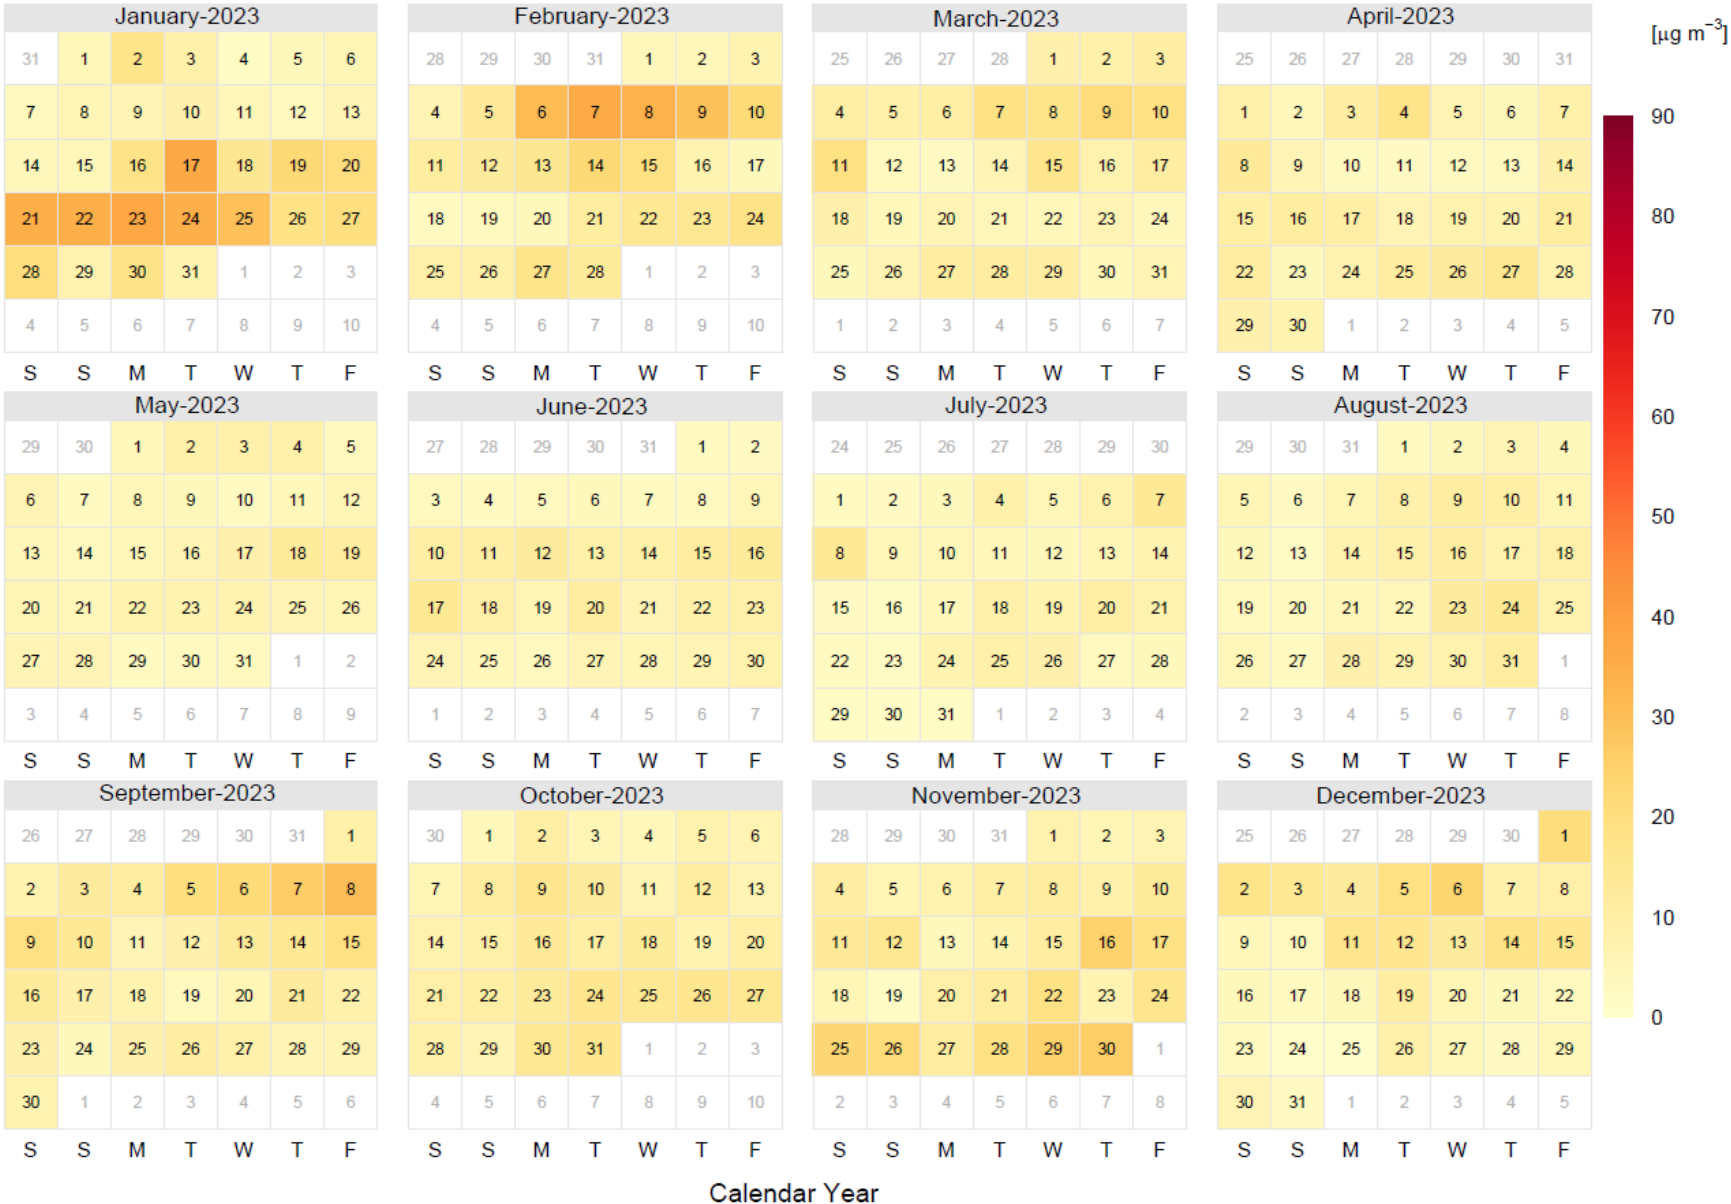 January-2023 February-2023 March-2023 April-2023
[µg m⁻³]
31 1 2 3 4 5 6 28 29 30 31 1 2 3 25 26 27 28 1 2 3 25 26 27 28 29 30 31
7 8 9 10 11 12 13 4 5 6 7 8 9 10 4 5 6 7 8 9 10 1 2 3 4 5 6 7 90
14 15 16 17 18 19 20 11 12 13 14 15 16 17 11 12 13 14 15 16 17 8 9 10 11 12 13 14
21 22 23 24 25 26 27 18 19 20 21 22 23 24 18 19 20 21 22 23 24 15 16 17 18 19 20 21 80
28 29 30 31 1 2 3 25 26 27 28 1 2 3 25 26 27 28 29 30 31 22 23 24 25 26 27 28
4 5 6 7 8 9 10 4 5 6 7 8 9 10 1 2 3 4 5 6 7 29 30 1 2 3 4 5 70
S S M T W T F S S M T W T F S S M T W T F S S M T W T F
May-2023 June-2023 July-2023 August-2023 60
29 30 1 2 3 4 5 27 28 29 30 31 1 2 24 25 26 27 28 29 30 29 30 31 1 2 3 4
6 7 8 9 10 11 12 3 4 5 6 7 8 9 1 2 3 4 5 6 7 5 6 7 8 9 10 11 50
13 14 15 16 17 18 19 10 11 12 13 14 15 16 8 9 10 11 12 13 14 12 13 14 15 16 17 18
20 21 22 23 24 25 26 17 18 19 20 21 22 23 15 16 17 18 19 20 21 19 20 21 22 23 24 25 40
27 28 29 30 31 1 2 24 25 26 27 28 29 30 22 23 24 25 26 27 28 26 27 28 29 30 31 1
3 4 5 6 7 8 9 1 2 3 4 5 6 7 29 30 31 1 2 3 4 2 3 4 5 6 7 8 30
S S M T W T F S S M T W T F S S M T W T F S S M T W T F
September-2023 October-2023 November-2023 December-2023
26 27 28 29 30 31 1 30 1 2 3 4 5 6 28 29 30 31 1 2 3 25 26 27 28 29 30 1 20
2 3 4 5 6 7 8 7 8 9 10 11 12 13 4 5 6 7 8 9 10 2 3 4 5 6 7 8
9 10 11 12 13 14 15 14 15 16 17 18 19 20 11 12 13 14 15 16 17 9 10 11 12 13 14 15 10
16 17 18 19 20 21 22 21 22 23 24 25 26 27 18 19 20 21 22 23 24 16 17 18 19 20 21 22 0
23 24 25 26 27 28 29 28 29 30 31 1 2 3 25 26 27 28 29 30 1 23 24 25 26 27 28 29
30 1 2 3 4 5 6 4 5 6 7 8 9 10 2 3 4 5 6 7 8 30 31 1 2 3 4 5
S S M T W T F S S M T W T F S S M T W T F S S M T W T F
Calendar Year